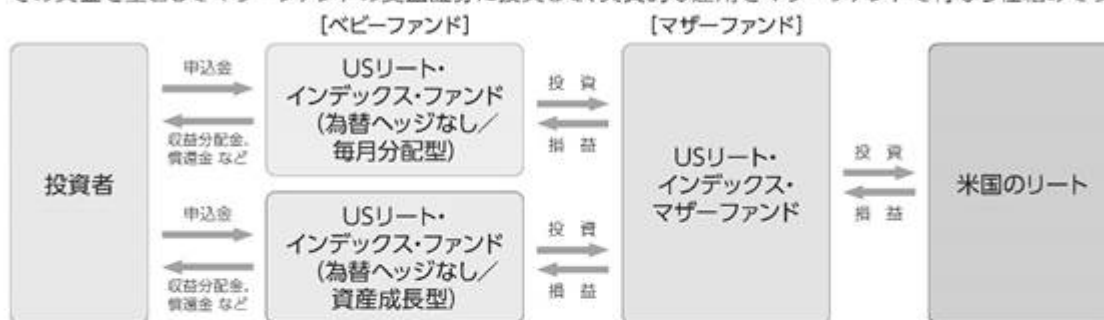 [ベビーファンド]
[マザーファンド]
投資者
申込金
収益分配金、
償還金 など
USリート・
インデックス・ファンド
(為替ヘッジなし/
毎月分配型)
投 資
損 益
申込金
収益分配金、
償還金 など
USリート・
インデックス・ファンド
(為替ヘッジなし/
資産成長型)
投 資
損 益
USリート・
インデックス・
マザーファンド
投 資
損 益
米国のリート